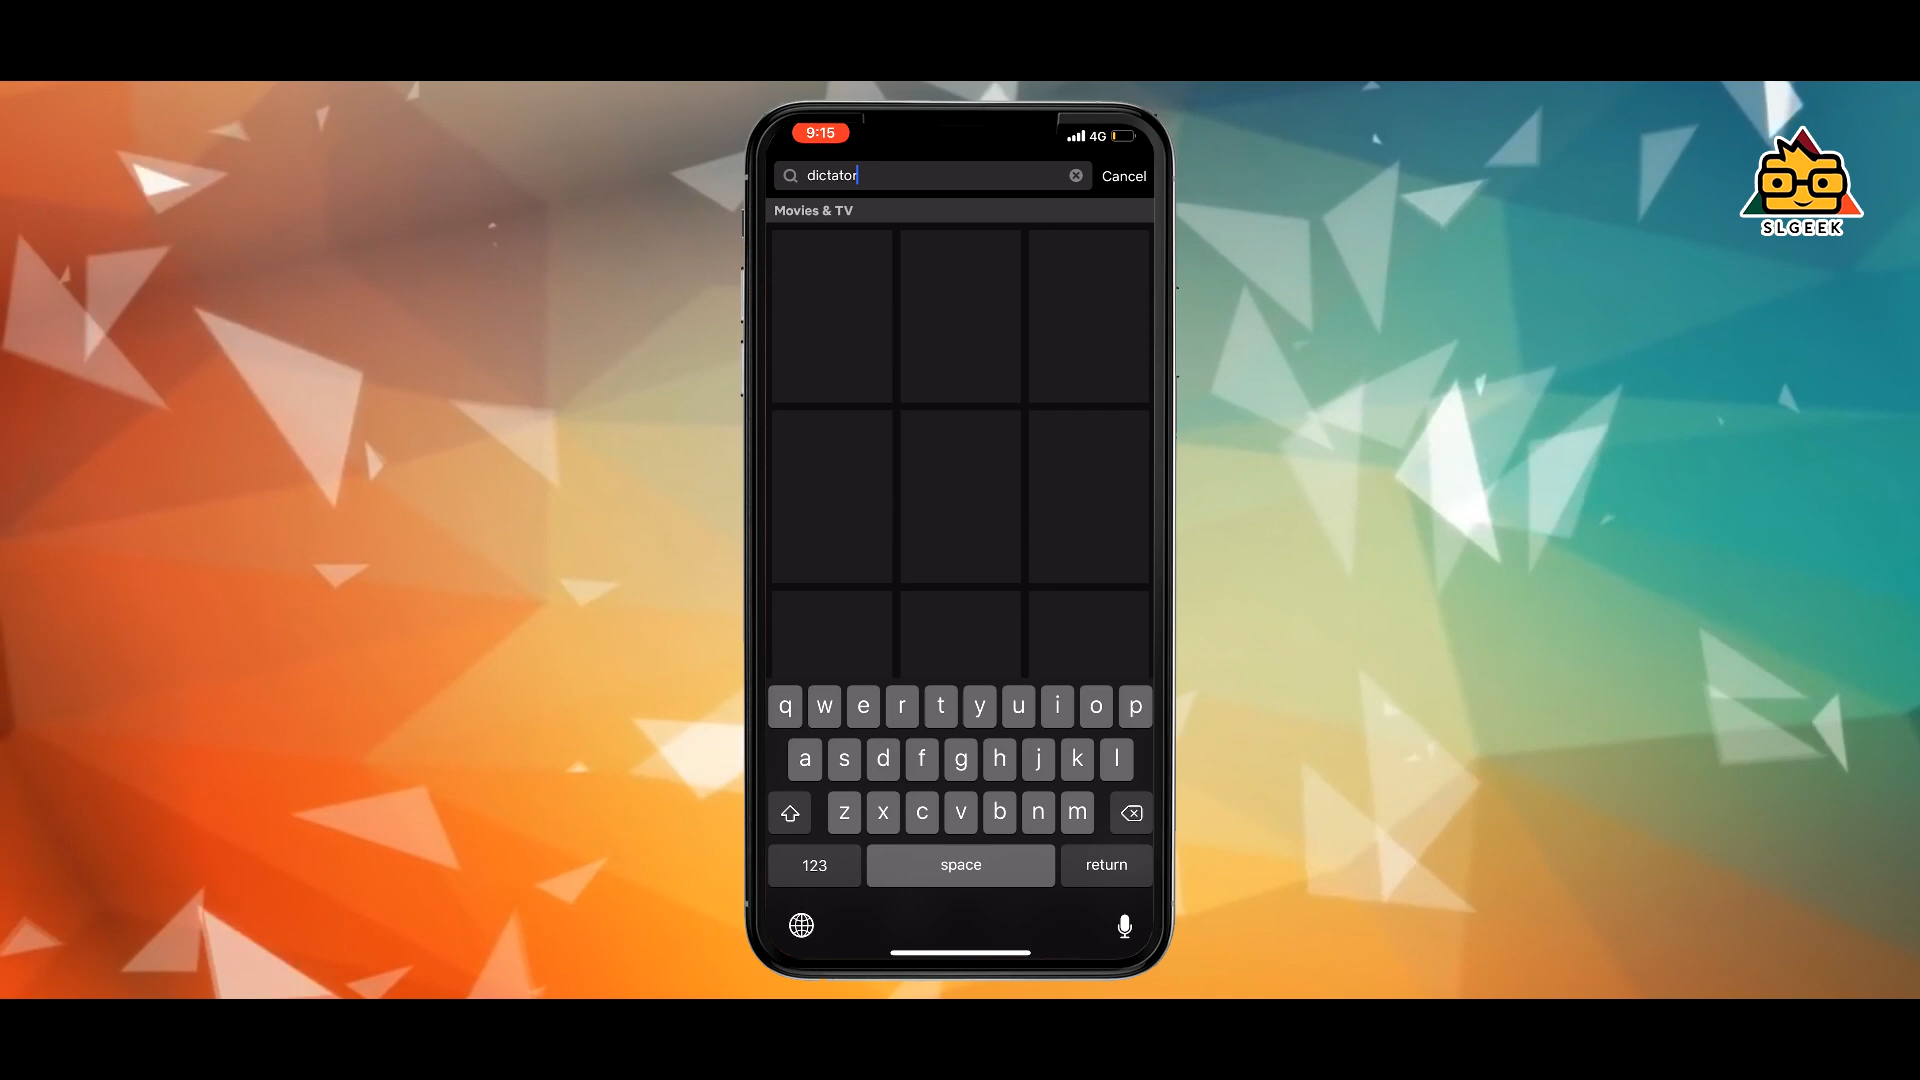 9:15
4G
dictator
Cancel
Movies & TV
SLGEEK
q w e r t y u i o p
a s d f g h j k l
z x c v b n m
123
space
return